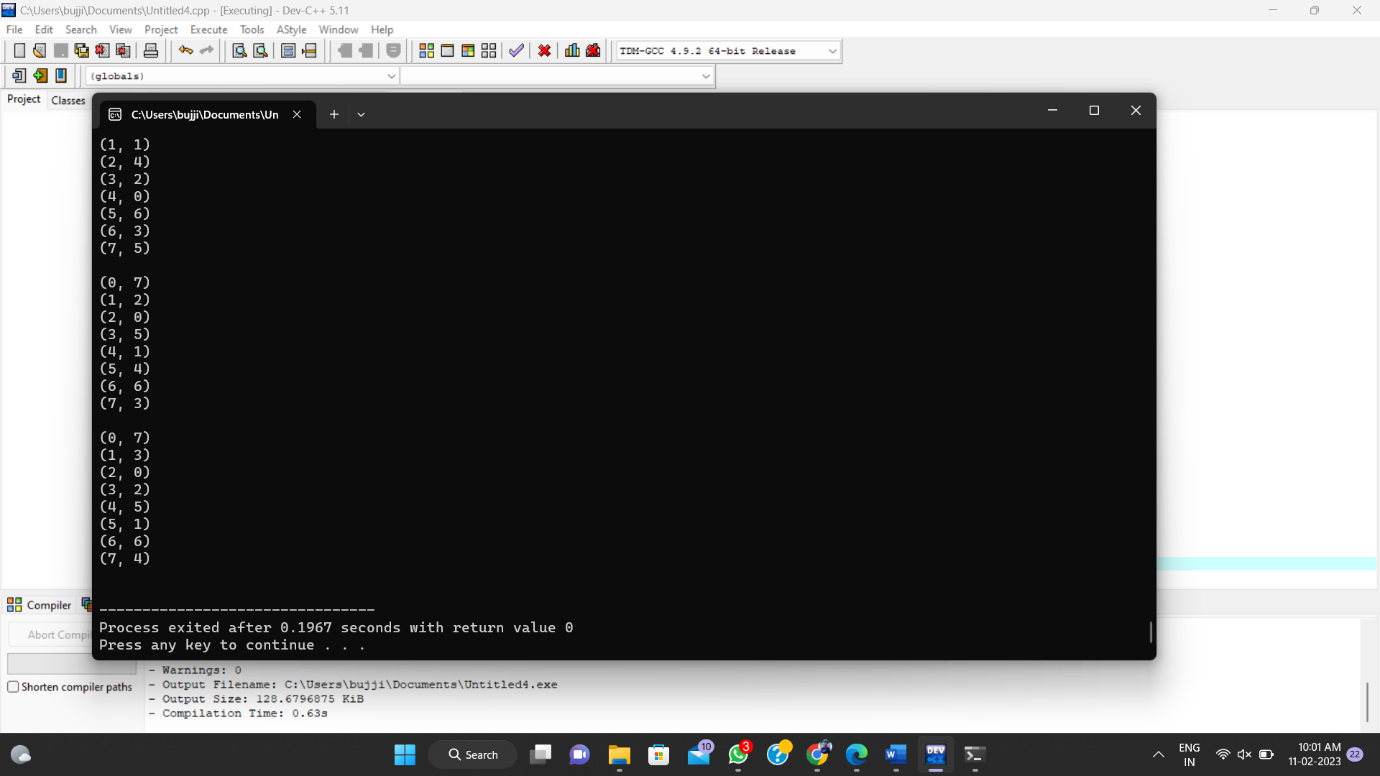 C:\Users\bujji\Documents\Untitled4.cpp - [Executing] - Dev-C++ 5.11
File Edit Search View Project Execute Tools AStyle Window Help
TDM-GCC 4.9.2 64-bit Release
(globals)
Project Classes
C:\Users\bujji\Documents\Un
(1, 1)
(2, 4)
(3, 2)
(4, 0)
(5, 6)
(6, 3)
(7, 5)
(0, 7)
(1, 2)
(2, 0)
(3, 5)
(4, 1)
(5, 4)
(6, 6)
(7, 3)
(0, 7)
(1, 3)
(2, 0)
(3, 2)
(4, 5)
(5, 1)
(6, 6)
(7, 4)
--------------------------------
Process exited after 0.1967 seconds with return value 0
Press any key to continue . . .
Compiler
Abort Compil
Shorten compiler paths
- Warnings: 0
- Output Filename: C:\Users\bujji\Documents\Untitled4.exe
- Output Size: 128.6796875 KiB
- Compilation Time: 0.63s
Search
10
3
DEV
ENG
IN
10:01 AM
11-02-2023
22